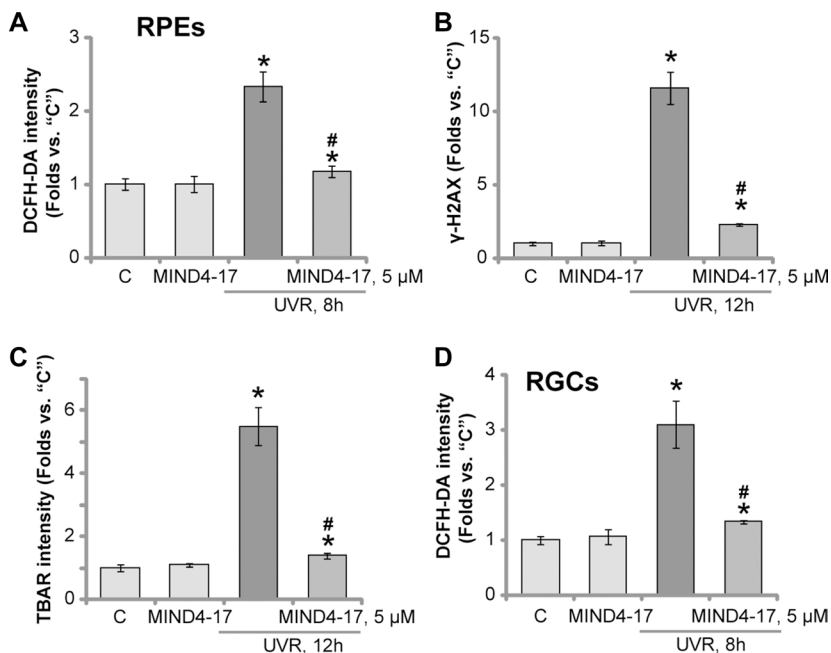 A
RPEs
DCFH-DA intensity
(Folds vs. “C”)
3
2
1
0
*
#
*
C
MIND4-17
MIND4-17, 5 µM
UVR, 8h
B
γ-H2AX (Folds vs. “C”)
15
10
5
0
*
#
*
C
MIND4-17
MIND4-17, 5 µM
UVR, 12h
C
TBAR intensity (Folds vs. “C”)
6
4
2
0
*
#
*
C
MIND4-17
MIND4-17, 5 µM
UVR, 12h
D
RGCs
DCFH-DA intensity
(Folds vs. “C”)
4
3
2
1
0
*
#
*
C
MIND4-17
MIND4-17, 5 µM
UVR, 8h